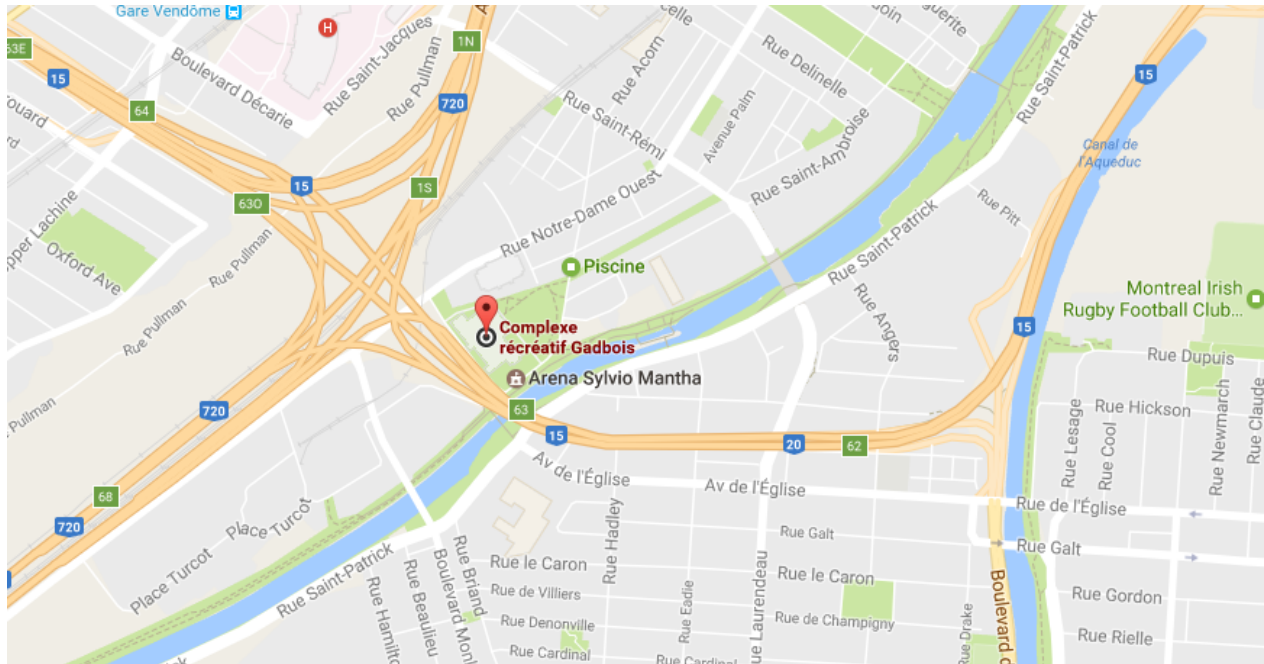 Gare Vendôme
H
63E
15
64
Boulevard Décarie
Rue Saint-Jacques
Rue Pullman
1N
720
Rue Acorn
Rue Delinelle
Rue Saint-Patrick
15
Canal de
l'Aqueduc
Rue Saint-Rémi
Avenue Palm
Rue Saint-Ambroise
15
63O
1S
Oxford Ave
Rue Pullman
Rue Notre-Dame Ouest
Rue Saint-Patrick
Rue Pitt
Piscine
Rue Pullman
Rue Angers
Montreal Irish
Rugby Football Club...
Complexe
récréatif Gadbois
15
Rue Dupuis
Arena Sylvio Mantha
720
63
15
20
62
Rue Lesage
Rue Cool
Rue Hickson
Rue Newmarch
Rue Claude
68
720
Place Turcot
Place Turcot
Av de l'Église
Av de l'Église
Rue de l'Église
Rue Hadley
Rue Galt
Rue Galt
Rue Saint-Patrick
Rue Beaulieu
Rue Briand
Rue le Caron
Rue le Caron
Rue de Villiers
Rue Eadie
Rue Laurendeau
Rue de Champigny
Rue Drake
Rue Gordon
Rue Denonville
Rue Rielle
Rue Cardinal
Rue Cardinal